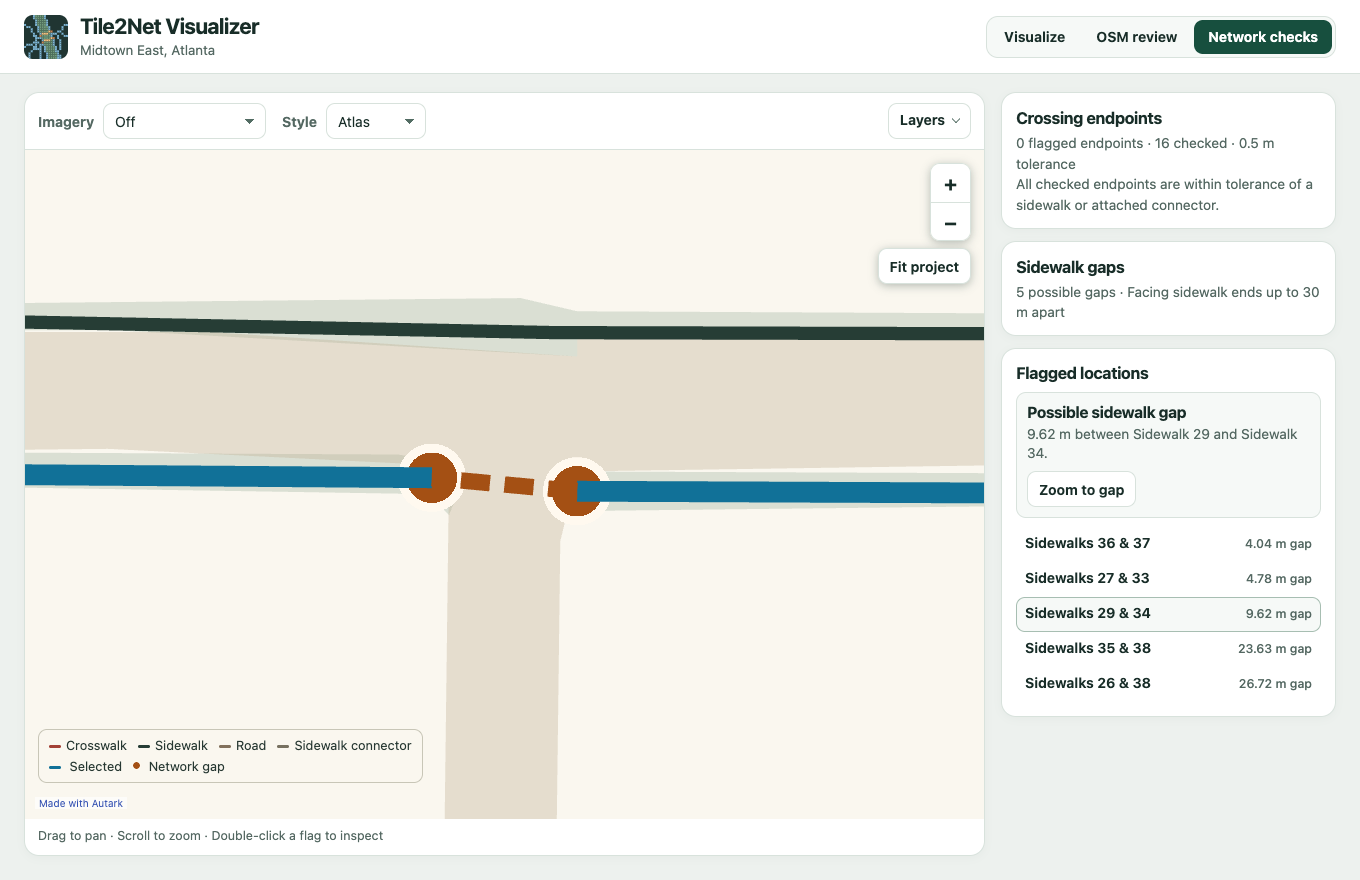 Tile2Net Visualizer
Midtown East, Atlanta
Visualize
OSM review
Network checks
Imagery
Off
Style
Atlas
Layers
+
−
Fit project
Crosswalk
Sidewalk
Road
Sidewalk connector
Selected
Network gap
Made with Autark
Drag to pan · Scroll to zoom · Double-click a flag to inspect
Crossing endpoints
0 flagged endpoints · 16 checked · 0.5 m
tolerance
All checked endpoints are within tolerance of a
sidewalk or attached connector.
Sidewalk gaps
5 possible gaps · Facing sidewalk ends up to 30
m apart
Flagged locations
Possible sidewalk gap
9.62 m between Sidewalk 29 and Sidewalk
34.
Zoom to gap
Sidewalks 36 & 37 4.04 m gap
Sidewalks 27 & 33 4.78 m gap
Sidewalks 29 & 34 9.62 m gap
Sidewalks 35 & 38 23.63 m gap
Sidewalks 26 & 38 26.72 m gap